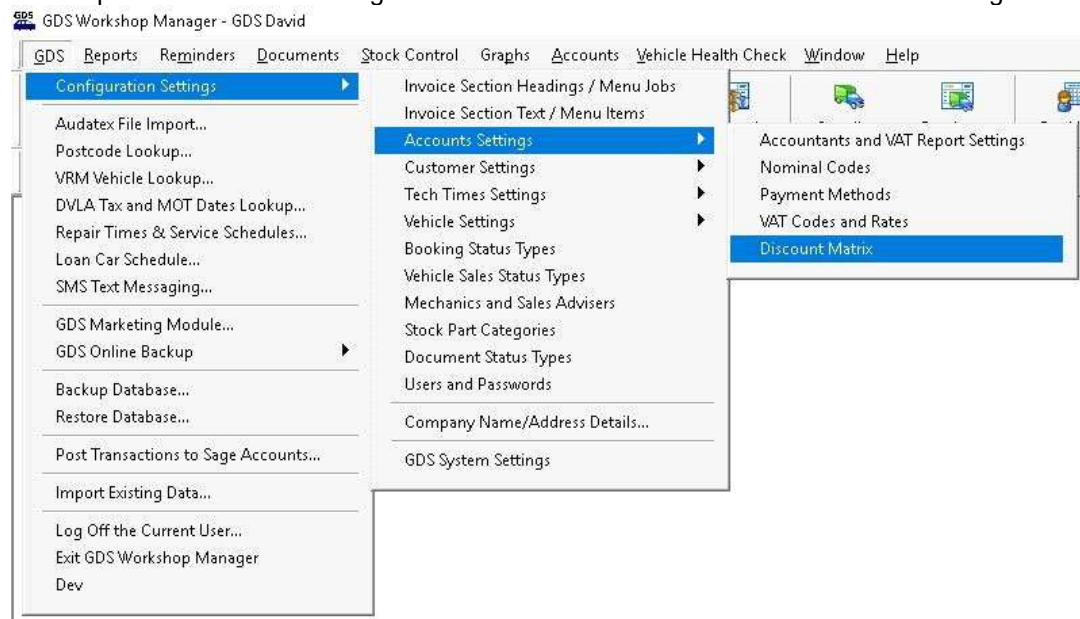 GDS Workshop Manager - GDS David
GDS Reports Reminders Documents Stock Control Graphs Accounts Vehicle Health Check Window Help
Configuration Settings
Audatex File Import...
Postcode Lookup...
VRM Vehicle Lookup...
DVLA Tax and MOT Dates Lookup...
Repair Times & Service Schedules...
Loan Car Schedule...
SMS Text Messaging...
GDS Marketing Module...
GDS Online Backup
Backup Database...
Restore Database...
Post Transactions to Sage Accounts...
Import Existing Data...
Log Off the Current User...
Exit GDS Workshop Manager
Dev
Invoice Section Headings / Menu Jobs
Invoice Section Text / Menu Items
Accounts Settings
Customer Settings
Tech Times Settings
Vehicle Settings
Booking Status Types
Vehicle Sales Status Types
Mechanics and Sales Advisers
Stock Part Categories
Document Status Types
Users and Passwords
Company Name/Address Details...
GDS System Settings
Accountants and VAT Report Settings
Nominal Codes
Payment Methods
VAT Codes and Rates
Discount Matrix